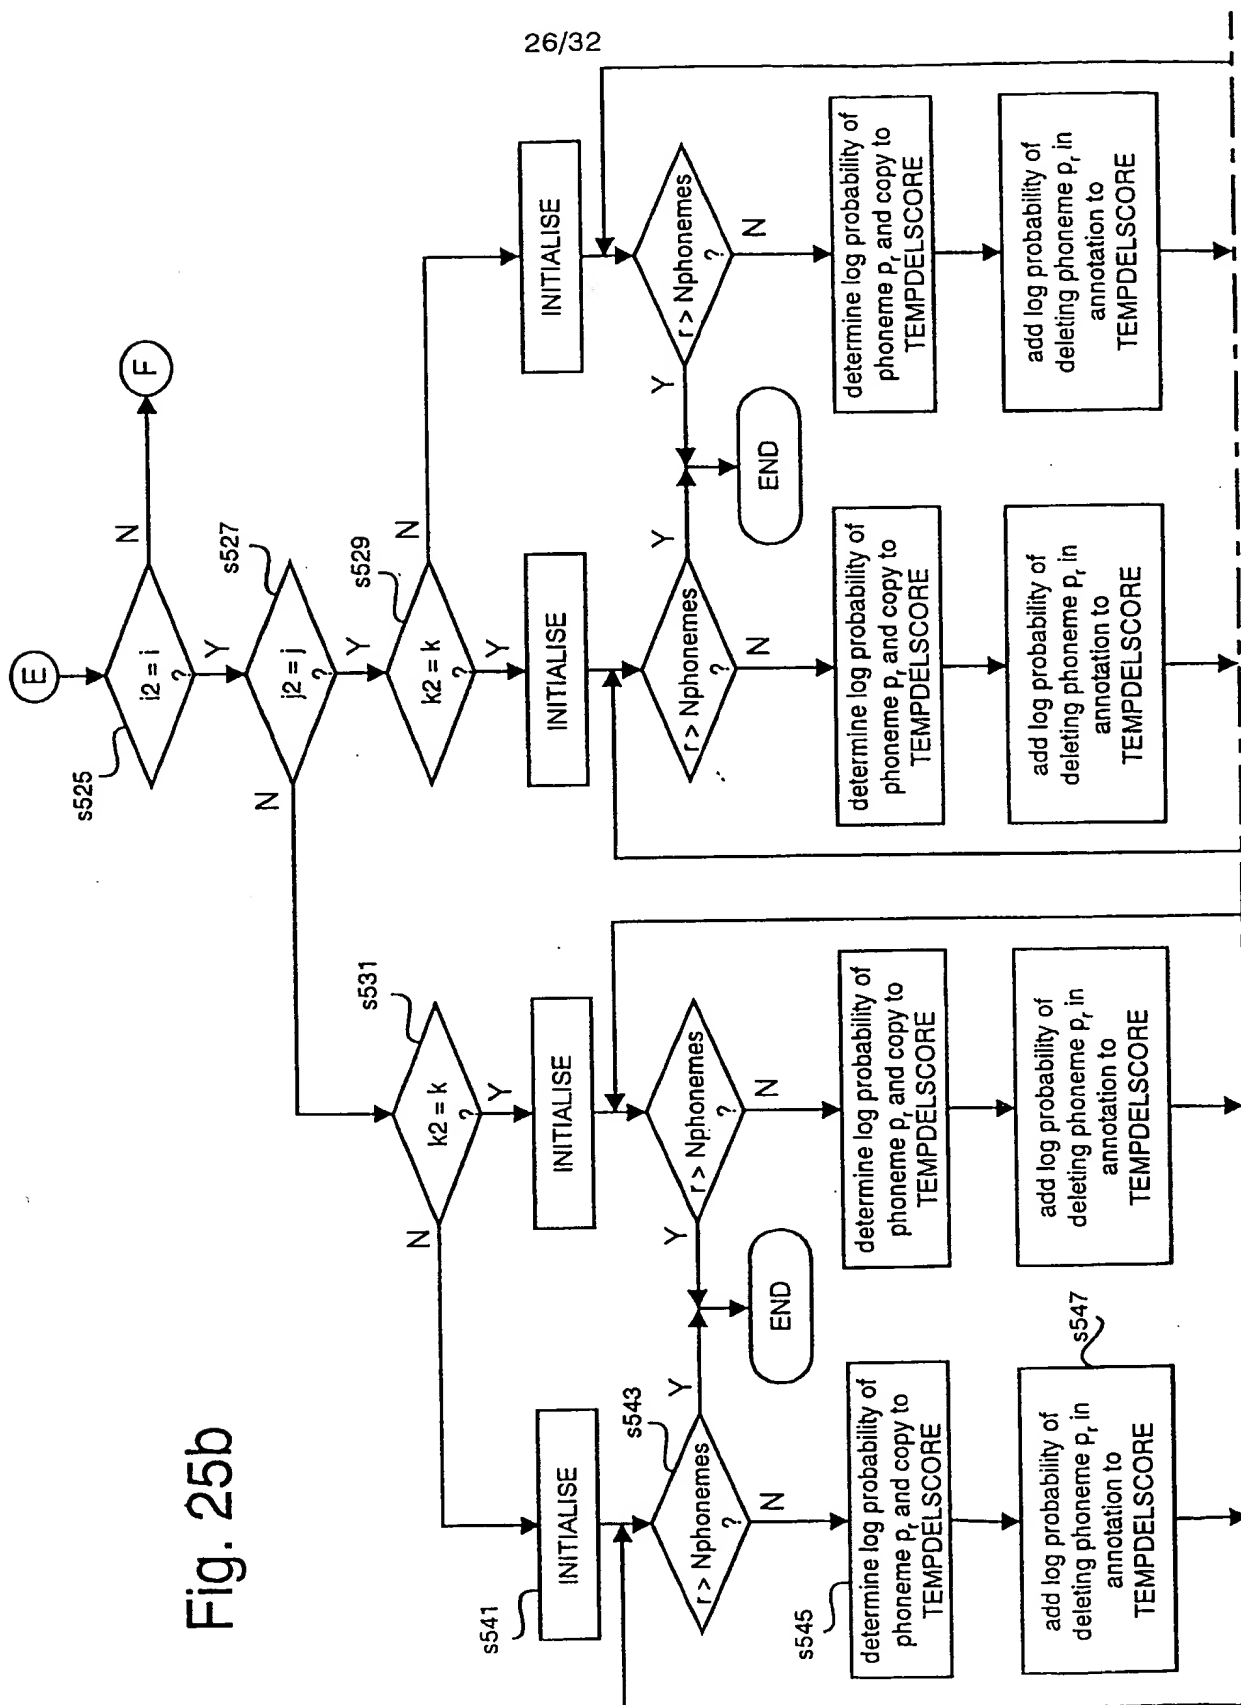 26/32
Fig. 25b
E
s525
i2 = i
?
N
F
Y
s527
j2 = j
?
N
Y
s529
k2 = k
?
N
Y
s531
k2 = k
?
N
Y
s541
INITIALISE
INITIALISE
INITIALISE
INITIALISE
s543
r > Nphonemes
?
Y
N
r > Nphonemes
?
Y
N
r > Nphonemes
?
Y
N
r > Nphonemes
?
Y
N
END
END
s545
determine log probability of
phoneme pr and copy to
TEMPDELSCORE
determine log probability of
phoneme pr and copy to
TEMPDELSCORE
determine log probability of
phoneme pr and copy to
TEMPDELSCORE
determine log probability of
phoneme pr and copy to
TEMPDELSCORE
s547
add log probability of
deleting phoneme pr in
annotation to
TEMPDELSCORE
add log probability of
deleting phoneme pr in
annotation to
TEMPDELSCORE
add log probability of
deleting phoneme pr in
annotation to
TEMPDELSCORE
add log probability of
deleting phoneme pr in
annotation to
TEMPDELSCORE